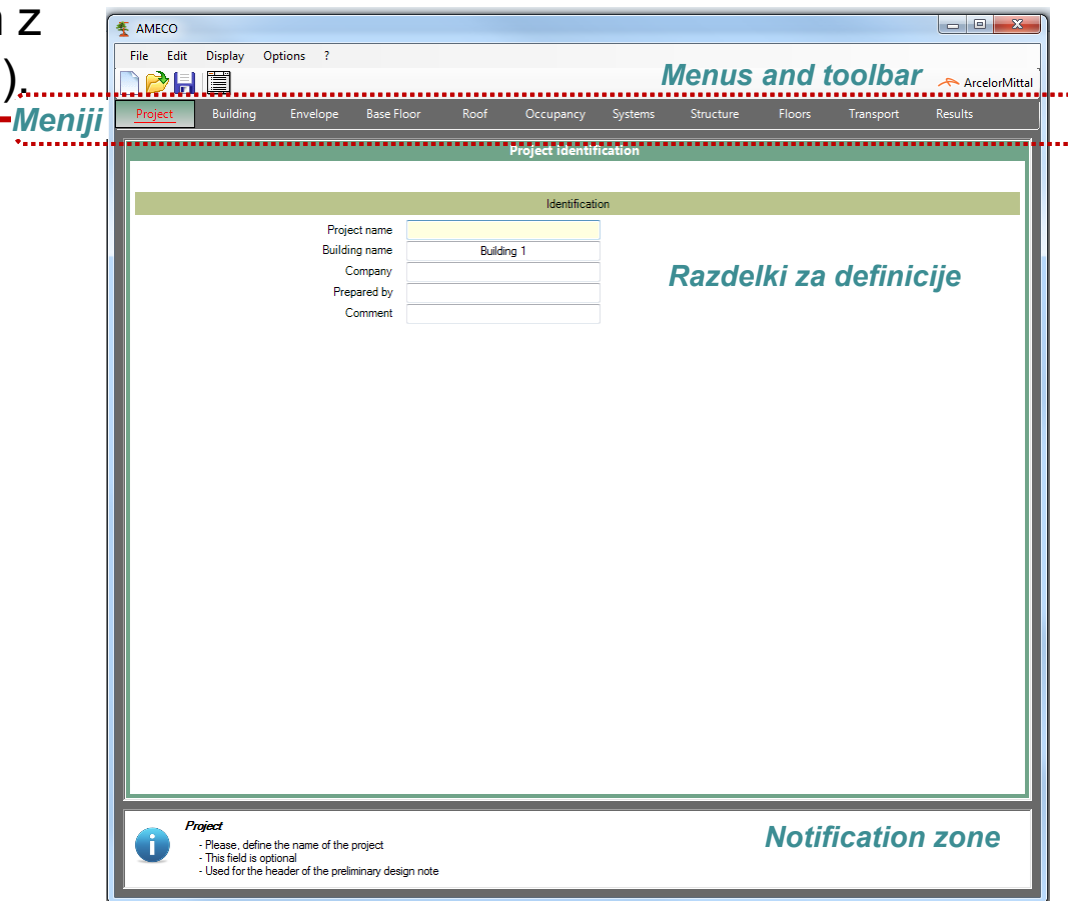 z
).
AMECO
File Edit Display Options ?
Menus and toolbar
ArcelorMittal
Meniji
Project Building Envelope Base Floor Roof Occupancy Systems Structure Floors Transport Results
Project identification
Identification
Project name
Building name Building 1
Company
Prepared by
Comment
Razdelki za definicije
Project
- Please, define the name of the project
- This field is optional
- Used for the header of the preliminary design note
Notification zone